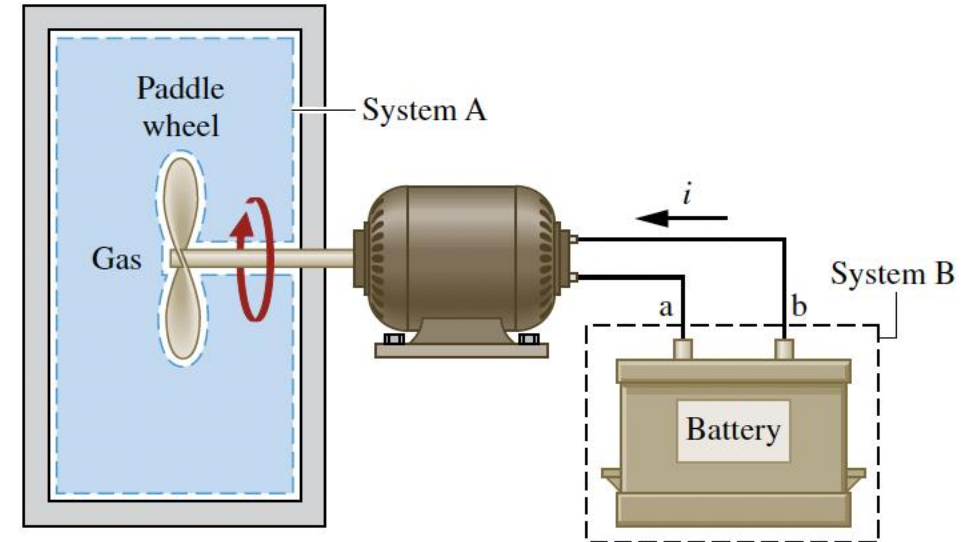 Paddle
wheel
System A
i
Gas
System B
a
b
Battery